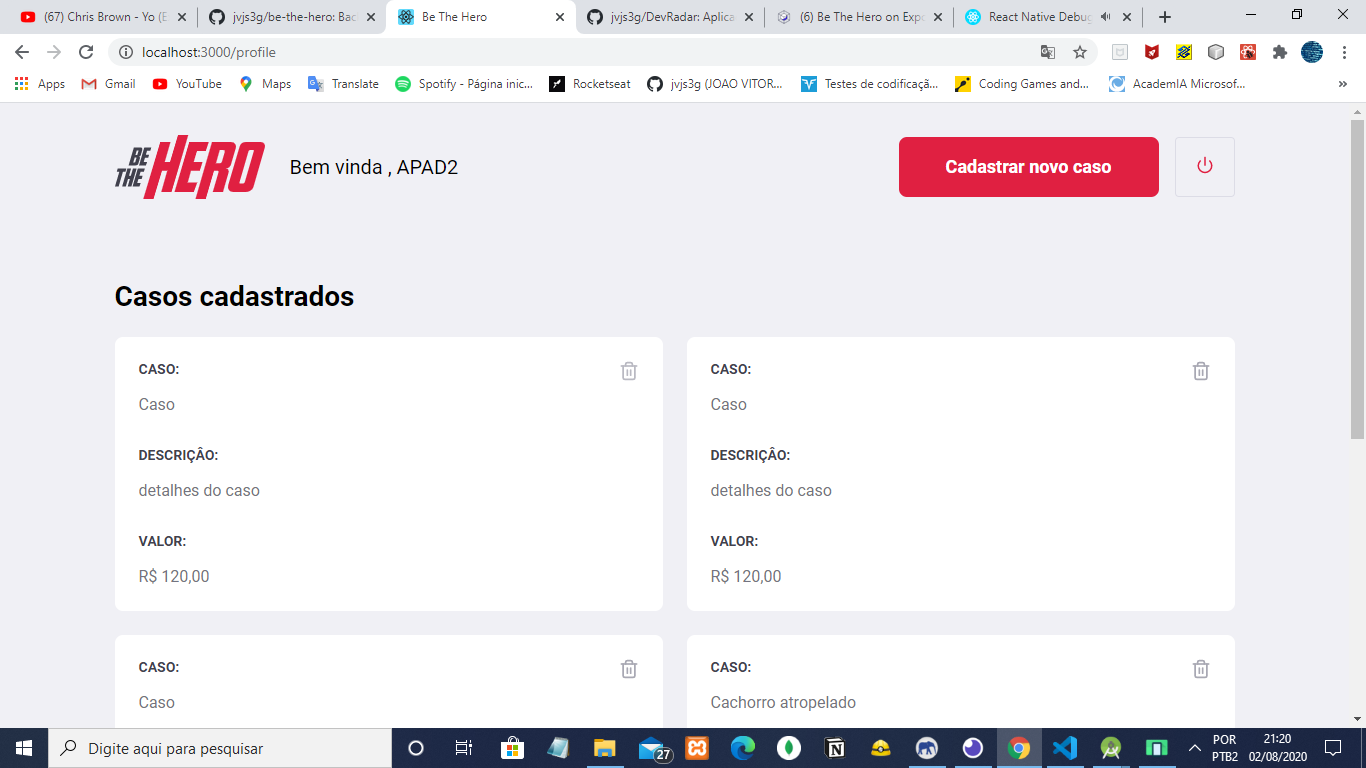 (67) Chris Brown - Yo (E
jvjs3g/be-the-hero: Bac
Be The Hero
jvjs3g/DevRadar: Aplica
(6) Be The Hero on Expo
React Native Debug
localhost:3000/profile
Apps
Gmail
YouTube
Maps
Translate
Spotify - Página inic...
Rocketseat
jvjs3g (JOAO VITOR...
Testes de codificaçã...
Coding Games and...
AcademIA Microsof...
»
BE THE HERO
Bem vinda , APAD2
Cadastrar novo caso
Casos cadastrados
CASO:
Caso
DESCRIÇÂO:
detalhes do caso
VALOR:
R$ 120,00
CASO:
Caso
DESCRIÇÂO:
detalhes do caso
VALOR:
R$ 120,00
CASO:
Caso
CASO:
Cachorro atropelado
Digite aqui para pesquisar
27
POR
PTB2
21:20
02/08/2020